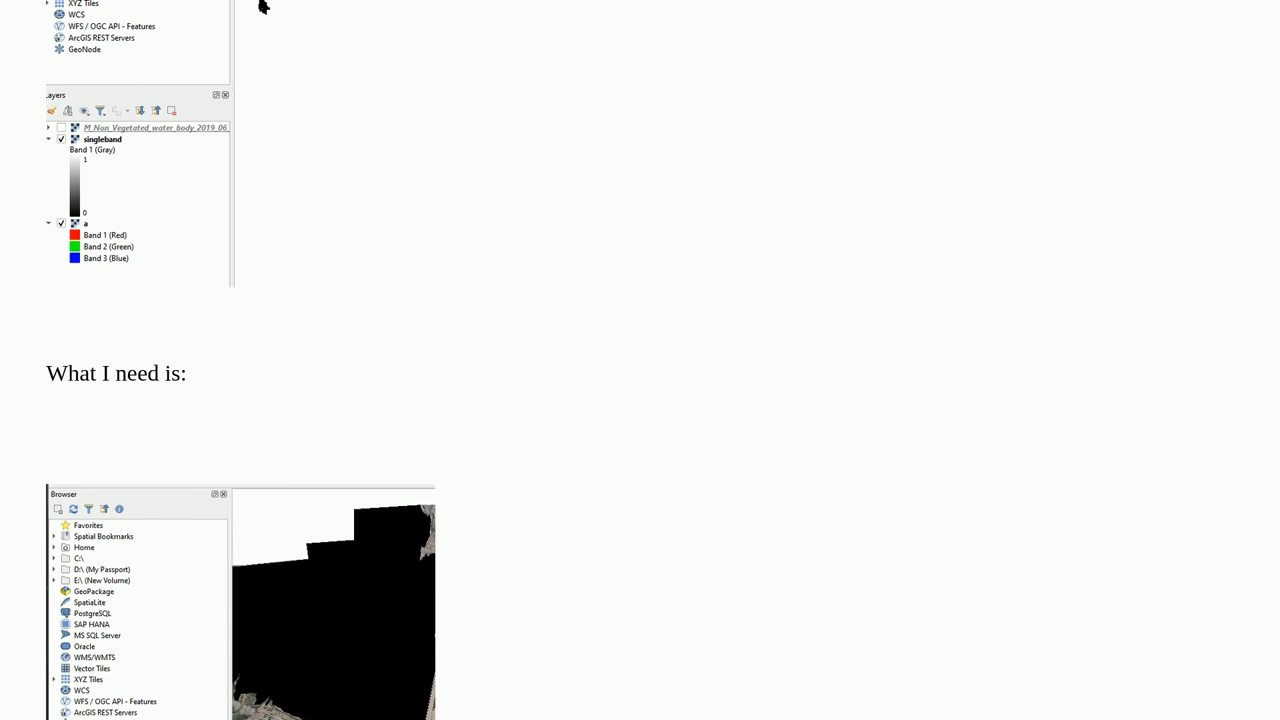 XYZ Tiles
WCS
WFS / OGC API - Features
ArcGIS REST Servers
GeoNode
ayers
M_Non_Vegetated_water_body_2019_06_
singleband
Band 1 (Gray)
1
0
a
Band 1 (Red)
Band 2 (Green)
Band 3 (Blue)
What I need is:
Browser
Favorites
Spatial Bookmarks
Home
C:\
D:\ (My Passport)
E:\ (New Volume)
GeoPackage
SpatiaLite
PostgreSQL
SAP HANA
MS SQL Server
Oracle
WMS/WMTS
Vector Tiles
XYZ Tiles
WCS
WFS / OGC API - Features
ArcGIS REST Servers